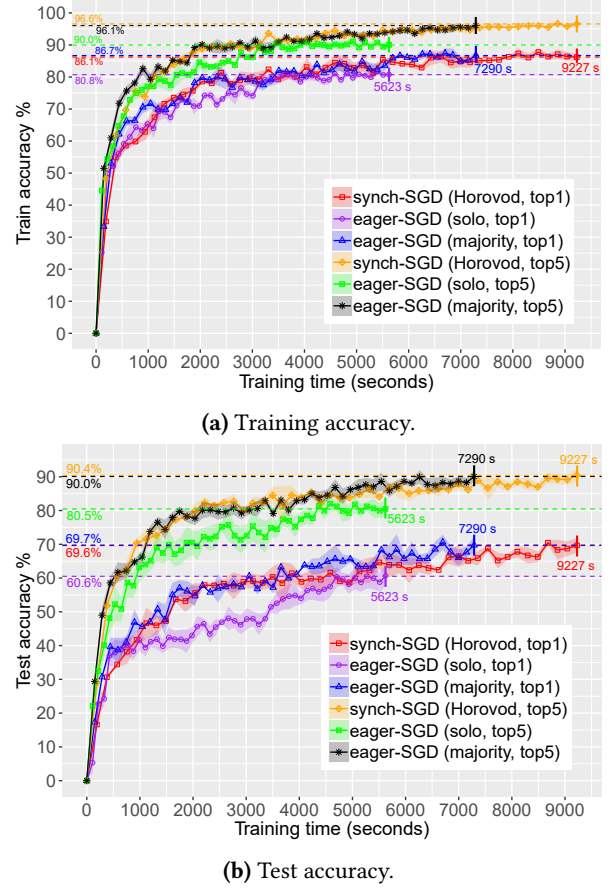 96.6%
96.1%
90.0%
86.7%
86.1%
80.8%
5623 s
7290 s
9227 s
100
90
80
70
60
50
40
30
20
10
0
Train accuracy %
synch-SGD (Horovod, top1)
eager-SGD (solo, top1)
eager-SGD (majority, top1)
synch-SGD (Horovod, top5)
eager-SGD (solo, top5)
eager-SGD (majority, top5)
0 1000 2000 3000 4000 5000 6000 7000 8000 9000
Training time (seconds)
(a) Training accuracy.
90.4%
90.0%
80.5%
69.7%
69.6%
60.6%
7290 s
9227 s
5623 s
7290 s
9227 s
5623 s
90
80
70
60
50
40
30
20
10
0
Test accuracy %
synch-SGD (Horovod, top1)
eager-SGD (solo, top1)
eager-SGD (majority, top1)
synch-SGD (Horovod, top5)
eager-SGD (solo, top5)
eager-SGD (majority, top5)
0 1000 2000 3000 4000 5000 6000 7000 8000 9000
Training time (seconds)
(b) Test accuracy.